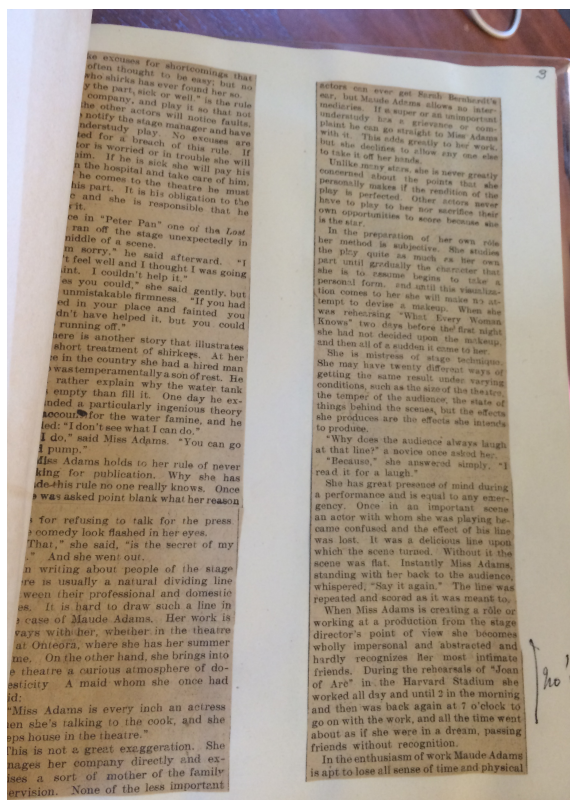 ke excuses for shortcomings that
often thought to be easy; but no
who shirks has ever found her so.
y the part, sick or well." is the rule
company, and play it so that not
the other actors will notice faults,
notify the stage manager and have
nderstudy play. No excuses are
ted for a breach of this rule. If
tor is worried or in trouble she will
him. If he is sick she will pay his
n the hospital and take care of him.
he comes to the theatre he must
his part. It is his obligation to the
c and she is responsible that he
it.
ce in "Peter Pan" one of the Lost
ran off the stage unexpectedly in
middle of a scene.
m sorry," he said afterward. "I
't feel well and I thought I was going
int. I couldn't help it."
es you could," she said gently, but
unmistakable firmness. "If you had
ed in your place and fainted you
dn't have helped it, but you could
running off."
ere is another story that illustrates
short treatment of shirkers. At her
ce in the country she had a hired man
was temperamentally a son of rest. He
rather explain why the water tank
empty than fill it. One day he ex-
nded a particularly ingenious theory
account for the water famine, and he
led: "I don't see what I can do."
I do," said Miss Adams. "You can go
pump."
Miss Adams holds to her rule of never
king for publication. Why she has
de this rule no one really knows. Once
was asked point blank what her reason
for refusing to talk for the press.
comedy look flashed in her eyes.
"That," she said, "is the secret of my
." And she went out.
n writing about people of the stage
re is usually a natural dividing line
ween their professional and domestic
es. It is hard to draw such a line in
case of Maude Adams. Her work is
ways with her, whether in the theatre
at Onteora, where she has her summer
me. On the other hand, she brings into
theatre a curious atmosphere of do-
esticity. A maid whom she once had
id:
"Miss Adams is every inch an actress
en she's talking to the cook, and she
eps house in the theatre."
This is not a great exaggeration. She
nages her company directly and ex-
ises a sort of mother of the family
ervision. None of the less important
3
actors can ever get Sarah Bernhardt's
ear, but Maude Adams allows no inter-
mediaries. If a super or an unimportant
understudy has a grievance or com-
plaint he can go straight to Miss Adams
with it. This adds greatly to her work,
but she declines to allow any one else
to take it off her hands.
Unlike many stars, she is never greatly
concerned about the points that she
personally makes if the rendition of the
play is perfect. Other actors never
have to play to her nor sacrifice their
own opportunities to score because she
is the star.
In the preparation of her own rôle
her method is subjective. She studies
the play quite as much as her own
part until gradually the character that
she is to assume begins to take a
personal form, and until this visualiza-
tion comes to her she will make no at-
tempt to devise a makeup. When she
was rehearsing "What Every Woman
Knows" two days before the first night
she had not decided upon the makeup,
and then all of a sudden it came to her.
She is mistress of stage technique.
She may have twenty different ways of
getting the same result under varying
conditions, such as the size of the theatre,
the temper of the audience, the state of
things behind the scenes, but the effects
she produces are the effects she intends
to produce.
"Why does the audience always laugh
at that line?" a novice once asked her.
"Because," she answered simply, "I
read it for a laugh."
She has great presence of mind during
a performance and is equal to any emer-
gency. Once in an important scene
an actor with whom she was playing be-
came confused and the effect of his line
was lost. It was a delicious line upon
which the scene turned. Without it the
scene was flat. Instantly Miss Adams,
standing with her back to the audience,
whispered, "Say it again." The line was
repeated and scored as it was meant to.
When Miss Adams is creating a rôle or
working at a production from the stage
director's point of view she becomes
wholly impersonal and abstracted and
hardly recognizes her most intimate
friends. During the rehearsals of "Joan
of Arc" in the Harvard Stadium she
worked all day and until 2 in the morning
and then was back again at 7 o'clock to
go on with the work, and all the time went
about as if she were in a dream, passing
friends without recognition.
In the enthusiasm of work Maude Adams
is apt to lose all sense of time and physical